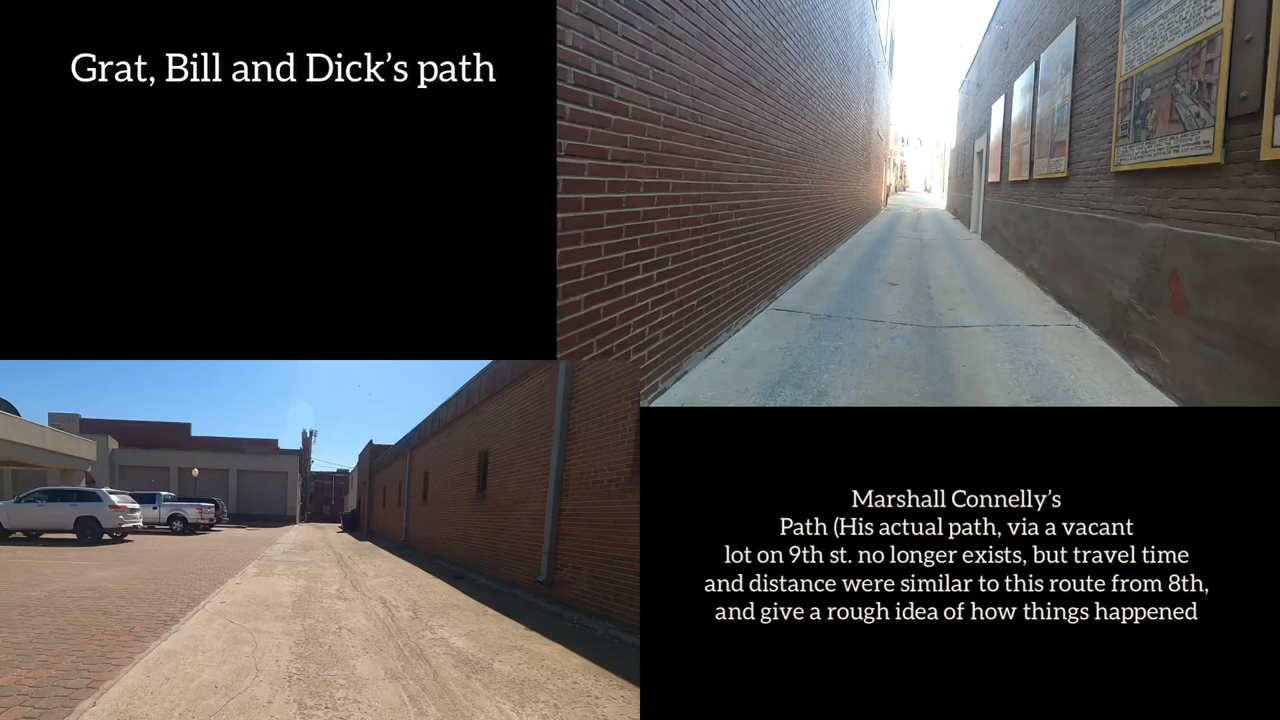 Grat, Bill and Dick’s path
Marshall Connelly’s
Path (His actual path, via a vacant
lot on 9th st. no longer exists, but travel time
and distance were similar to this route from 8th,
and give a rough idea of how things happened